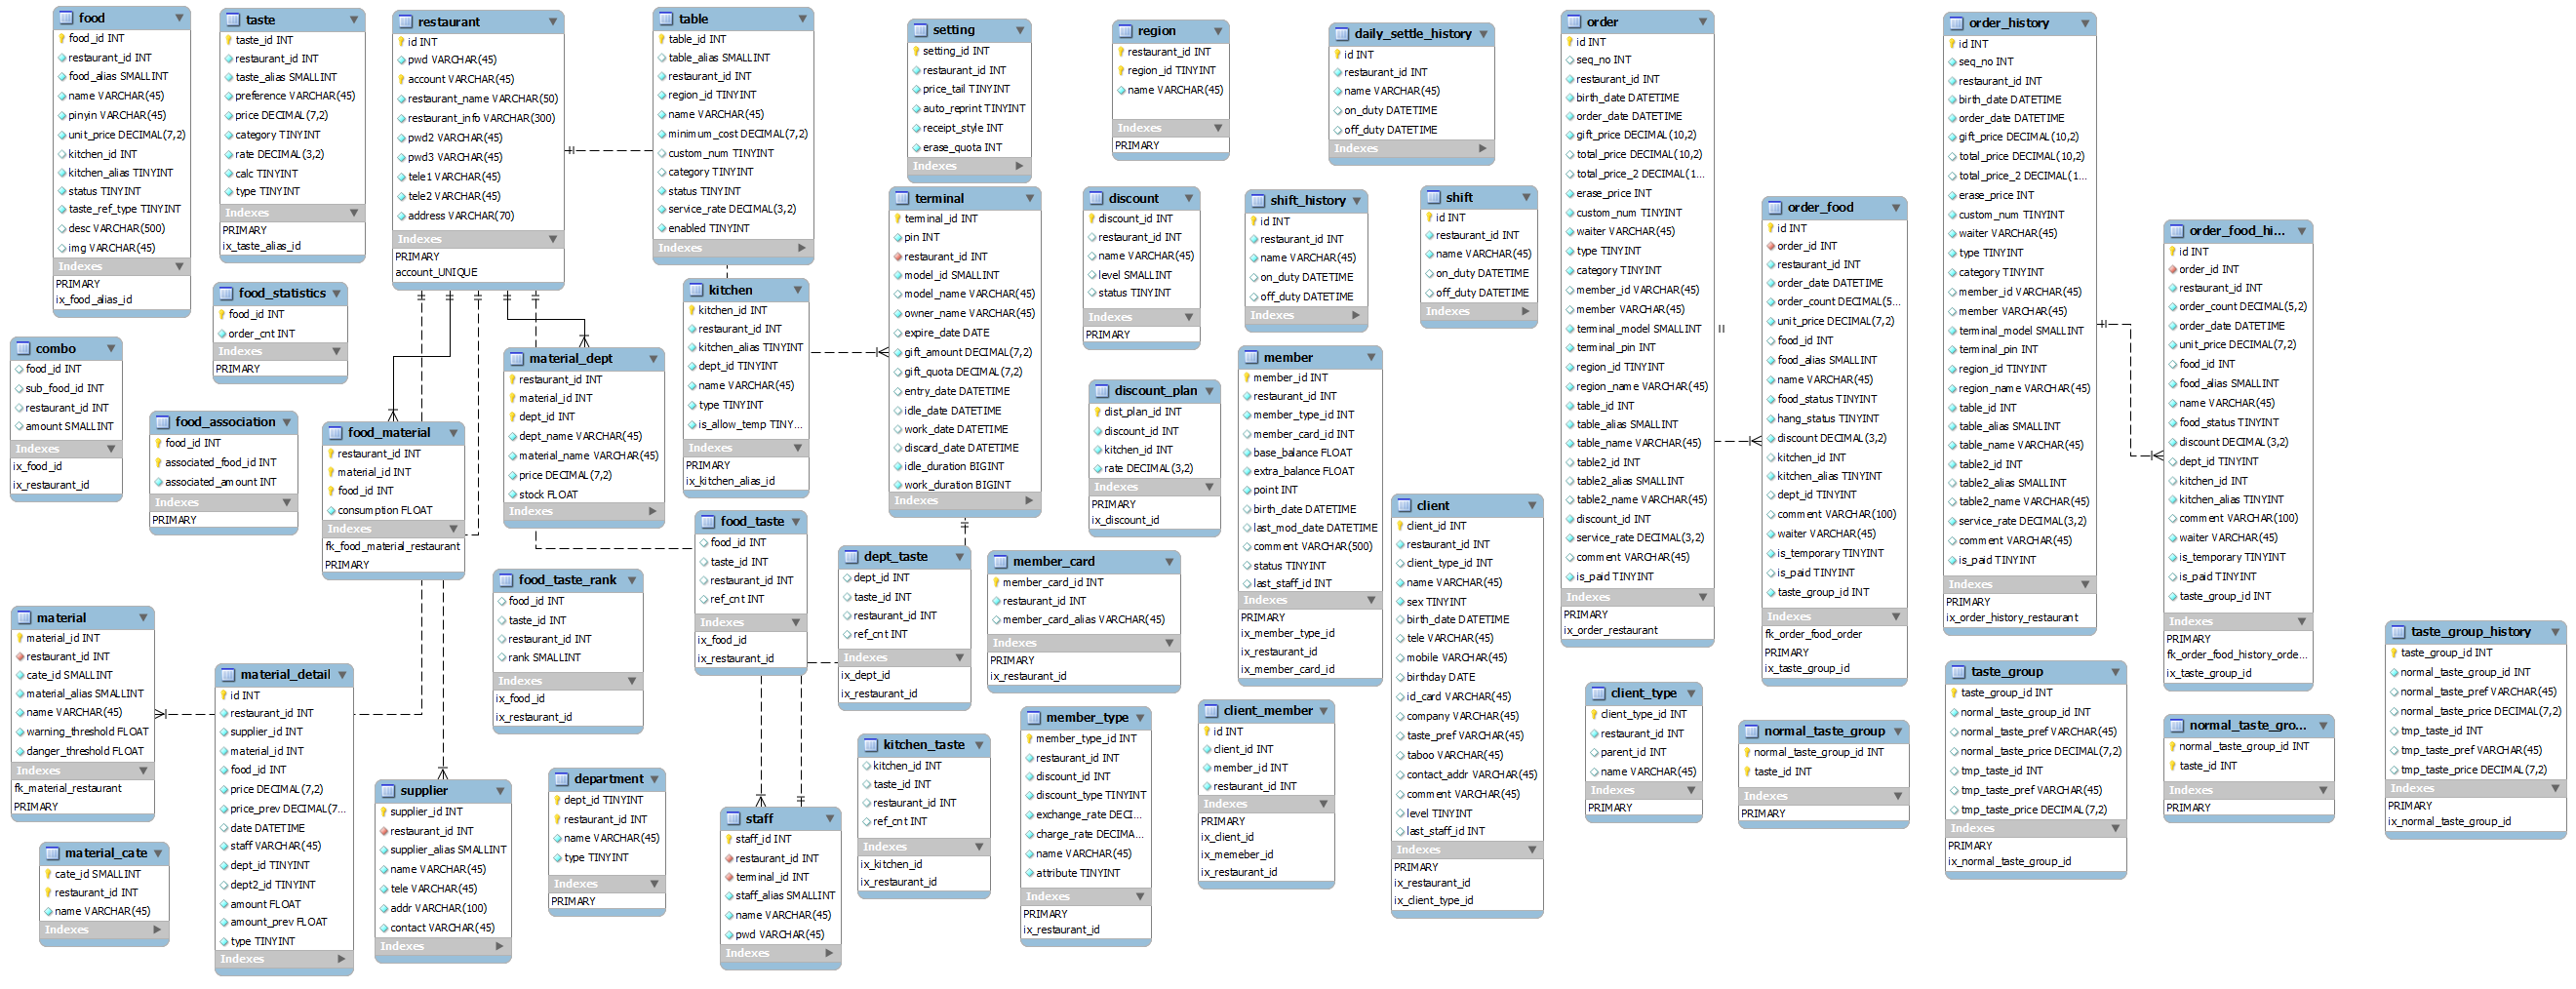 food
food_id INT
restaurant_id INT
food_alias SMALLINT
name VARCHAR(45)
pinyin VARCHAR(45)
unit_price DECIMAL(7,2)
kitchen_id INT
kitchen_alias TINYINT
status TINYINT
taste_ref_type TINYINT
desc VARCHAR(500)
img VARCHAR(45)
Indexes
PRIMARY
ix_food_alias_id
taste
taste_id INT
restaurant_id INT
taste_alias SMALLINT
preference VARCHAR(45)
price DECIMAL(7,2)
category TINYINT
rate DECIMAL(3,2)
calc TINYINT
type TINYINT
Indexes
PRIMARY
ix_taste_alias_id
restaurant
id INT
pwd VARCHAR(45)
account VARCHAR(45)
restaurant_name VARCHAR(50)
restaurant_info VARCHAR(300)
pwd2 VARCHAR(45)
pwd3 VARCHAR(45)
tele1 VARCHAR(45)
tele2 VARCHAR(45)
address VARCHAR(70)
Indexes
PRIMARY
account_UNIQUE
table
table_id INT
table_alias SMALLINT
restaurant_id INT
region_id TINYINT
name VARCHAR(45)
minimum_cost DECIMAL(7,2)
custom_num TINYINT
category TINYINT
status TINYINT
service_rate DECIMAL(3,2)
enabled TINYINT
Indexes
setting
setting_id INT
restaurant_id INT
price_tail TINYINT
auto_reprint TINYINT
receipt_style INT
erase_quota INT
Indexes
region
restaurant_id INT
region_id TINYINT
name VARCHAR(45)
Indexes
PRIMARY
daily_settle_history
id INT
restaurant_id INT
name VARCHAR(45)
on_duty DATETIME
off_duty DATETIME
Indexes
order
id INT
seq_no INT
restaurant_id INT
birth_date DATETIME
order_date DATETIME
gift_price DECIMAL(10,2)
total_price DECIMAL(10,2)
total_price_2 DECIMAL(1...
erase_price INT
custom_num TINYINT
waiter VARCHAR(45)
type TINYINT
category TINYINT
member_id VARCHAR(45)
member VARCHAR(45)
terminal_model SMALLINT
terminal_pin INT
region_id TINYINT
region_name VARCHAR(45)
table_id INT
table_alias SMALLINT
table_name VARCHAR(45)
table2_id INT
table2_alias SMALLINT
table2_name VARCHAR(45)
discount_id INT
service_rate DECIMAL(3,2)
comment VARCHAR(45)
is_paid TINYINT
Indexes
PRIMARY
ix_order_restaurant
order_history
id INT
seq_no INT
restaurant_id INT
birth_date DATETIME
order_date DATETIME
gift_price DECIMAL(10,2)
total_price DECIMAL(10,2)
total_price_2 DECIMAL(1...
erase_price INT
custom_num TINYINT
waiter VARCHAR(45)
type TINYINT
category TINYINT
member_id VARCHAR(45)
member VARCHAR(45)
terminal_model SMALLINT
terminal_pin INT
region_id TINYINT
region_name VARCHAR(45)
table_id INT
table_alias SMALLINT
table_name VARCHAR(45)
table2_id INT
table2_alias SMALLINT
table2_name VARCHAR(45)
service_rate DECIMAL(3,2)
comment VARCHAR(45)
is_paid TINYINT
Indexes
PRIMARY
ix_order_history_restaurant
terminal
terminal_id INT
pin INT
restaurant_id INT
model_id SMALLINT
model_name VARCHAR(45)
owner_name VARCHAR(45)
expire_date DATE
gift_amount DECIMAL(7,2)
gift_quota DECIMAL(7,2)
entry_date DATETIME
idle_date DATETIME
work_date DATETIME
discard_date DATETIME
idle_duration BIGINT
work_duration BIGINT
Indexes
discount
discount_id INT
restaurant_id INT
name VARCHAR(45)
level SMALLINT
status TINYINT
Indexes
PRIMARY
shift_history
id INT
restaurant_id INT
name VARCHAR(45)
on_duty DATETIME
off_duty DATETIME
Indexes
shift
id INT
restaurant_id INT
name VARCHAR(45)
on_duty DATETIME
off_duty DATETIME
Indexes
order_food
id INT
order_id INT
restaurant_id INT
order_date DATETIME
order_count DECIMAL(5...
unit_price DECIMAL(7,2)
food_id INT
food_alias SMALLINT
name VARCHAR(45)
food_status TINYINT
hang_status TINYINT
discount DECIMAL(3,2)
kitchen_id INT
kitchen_alias TINYINT
dept_id TINYINT
comment VARCHAR(100)
waiter VARCHAR(45)
is_temporary TINYINT
is_paid TINYINT
taste_group_id INT
Indexes
fk_order_food_order
PRIMARY
ix_taste_group_id
order_food_hi...
id INT
order_id INT
restaurant_id INT
order_count DECIMAL(5,2)
order_date DATETIME
unit_price DECIMAL(7,2)
food_id INT
food_alias SMALLINT
name VARCHAR(45)
food_status TINYINT
discount DECIMAL(3,2)
dept_id TINYINT
kitchen_id INT
kitchen_alias TINYINT
comment VARCHAR(100)
waiter VARCHAR(45)
is_temporary TINYINT
is_paid TINYINT
taste_group_id INT
Indexes
PRIMARY
fk_order_food_history_orde...
ix_taste_group_id
food_statistics
food_id INT
order_cnt INT
Indexes
PRIMARY
kitchen
kitchen_id INT
restaurant_id INT
kitchen_alias TINYINT
dept_id TINYINT
name VARCHAR(45)
type TINYINT
is_allow_temp TINY...
Indexes
PRIMARY
ix_kitchen_alias_id
combo
food_id INT
sub_food_id INT
restaurant_id INT
amount SMALLINT
Indexes
ix_food_id
ix_restaurant_id
material_dept
restaurant_id INT
material_id INT
dept_id INT
dept_name VARCHAR(45)
material_name VARCHAR(45)
price DECIMAL(7,2)
stock FLOAT
Indexes
member
member_id INT
restaurant_id INT
member_type_id INT
member_card_id INT
base_balance FLOAT
extra_balance FLOAT
point INT
birth_date DATETIME
last_mod_date DATETIME
comment VARCHAR(500)
status TINYINT
last_staff_id INT
Indexes
PRIMARY
ix_member_type_id
ix_restaurant_id
ix_member_card_id
discount_plan
dist_plan_id INT
discount_id INT
kitchen_id INT
rate DECIMAL(3,2)
Indexes
PRIMARY
ix_discount_id
food_association
food_id INT
associated_food_id INT
associated_amount INT
Indexes
PRIMARY
food_material
restaurant_id INT
material_id INT
food_id INT
consumption FLOAT
Indexes
fk_food_material_restaurant
PRIMARY
client
client_id INT
restaurant_id INT
client_type_id INT
name VARCHAR(45)
sex TINYINT
birth_date DATETIME
tele VARCHAR(45)
mobile VARCHAR(45)
birthday DATE
id_card VARCHAR(45)
company VARCHAR(45)
taste_pref VARCHAR(45)
taboo VARCHAR(45)
contact_addr VARCHAR(45)
comment VARCHAR(45)
level TINYINT
last_staff_id INT
Indexes
PRIMARY
ix_restaurant_id
ix_client_type_id
food_taste
food_id INT
taste_id INT
restaurant_id INT
ref_cnt INT
Indexes
ix_food_id
ix_restaurant_id
dept_taste
dept_id INT
taste_id INT
restaurant_id INT
ref_cnt INT
Indexes
ix_dept_id
ix_restaurant_id
member_card
member_card_id INT
restaurant_id INT
member_card_alias VARCHAR(45)
Indexes
PRIMARY
ix_restaurant_id
food_taste_rank
food_id INT
taste_id INT
restaurant_id INT
rank SMALLINT
Indexes
ix_food_id
ix_restaurant_id
material
material_id INT
restaurant_id INT
cate_id SMALLINT
material_alias SMALLINT
name VARCHAR(45)
warning_threshold FLOAT
danger_threshold FLOAT
Indexes
fk_material_restaurant
PRIMARY
material_detail
id INT
restaurant_id INT
supplier_id INT
material_id INT
food_id INT
price DECIMAL(7,2)
price_prev DECIMAL(7...
date DATETIME
staff VARCHAR(45)
dept_id TINYINT
dept2_id TINYINT
amount FLOAT
amount_prev FLOAT
type TINYINT
Indexes
taste_group_history
taste_group_id INT
normal_taste_group_id INT
normal_taste_pref VARCHAR(45)
normal_taste_price DECIMAL(7,2)
tmp_taste_id INT
tmp_taste_pref VARCHAR(45)
tmp_taste_price DECIMAL(7,2)
Indexes
PRIMARY
ix_normal_taste_group_id
taste_group
taste_group_id INT
normal_taste_group_id INT
normal_taste_pref VARCHAR(45)
normal_taste_price DECIMAL(7,2)
tmp_taste_id INT
tmp_taste_pref VARCHAR(45)
tmp_taste_price DECIMAL(7,2)
Indexes
PRIMARY
ix_normal_taste_group_id
client_type
client_type_id INT
restaurant_id INT
parent_id INT
name VARCHAR(45)
Indexes
PRIMARY
client_member
id INT
client_id INT
member_id INT
restaurant_id INT
Indexes
PRIMARY
ix_client_id
ix_memeber_id
ix_restaurant_id
member_type
member_type_id INT
restaurant_id INT
discount_id INT
discount_type TINYINT
exchange_rate DECI...
charge_rate DECIMA...
name VARCHAR(45)
attribute TINYINT
Indexes
PRIMARY
ix_restaurant_id
normal_taste_group
normal_taste_group_id INT
taste_id INT
Indexes
PRIMARY
normal_taste_gro...
normal_taste_group_id INT
taste_id INT
Indexes
PRIMARY
kitchen_taste
kitchen_id INT
taste_id INT
restaurant_id INT
ref_cnt INT
Indexes
ix_kitchen_id
ix_restaurant_id
department
dept_id TINYINT
restaurant_id INT
name VARCHAR(45)
type TINYINT
Indexes
PRIMARY
supplier
supplier_id INT
restaurant_id INT
supplier_alias SMALLINT
name VARCHAR(45)
tele VARCHAR(45)
addr VARCHAR(100)
contact VARCHAR(45)
Indexes
staff
staff_id INT
restaurant_id INT
terminal_id INT
staff_alias SMALLINT
name VARCHAR(45)
pwd VARCHAR(45)
Indexes
material_cate
cate_id SMALLINT
restaurant_id INT
name VARCHAR(45)
Indexes